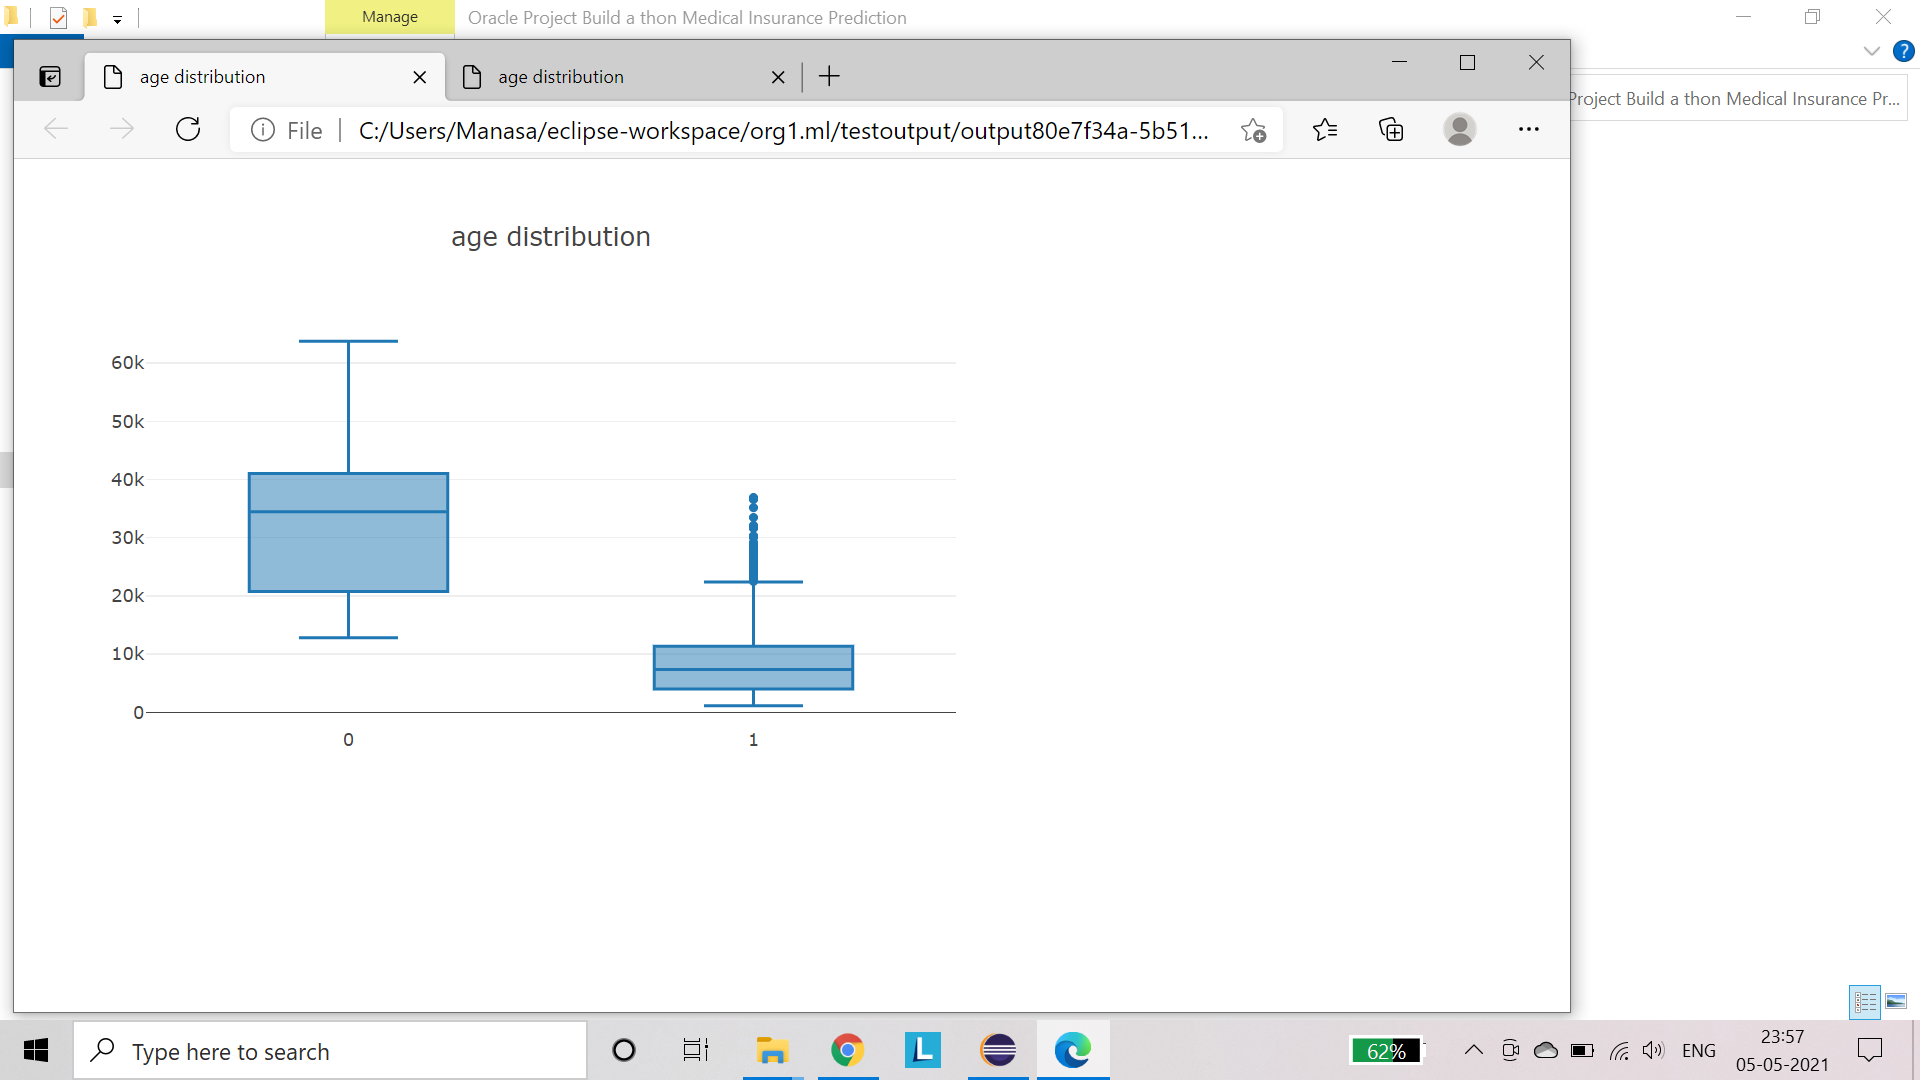 Manage
Oracle Project Build a thon Medical Insurance Prediction
age distribution
age distribution
Project Build a thon Medical Insurance Pr...
File
C:/Users/Manasa/eclipse-workspace/org1.ml/testoutput/output80e7f34a-5b51...
age distribution
60k
50k
40k
30k
20k
10k
0
0
1
Type here to search
L
62%
ENG
23:57
05-05-2021